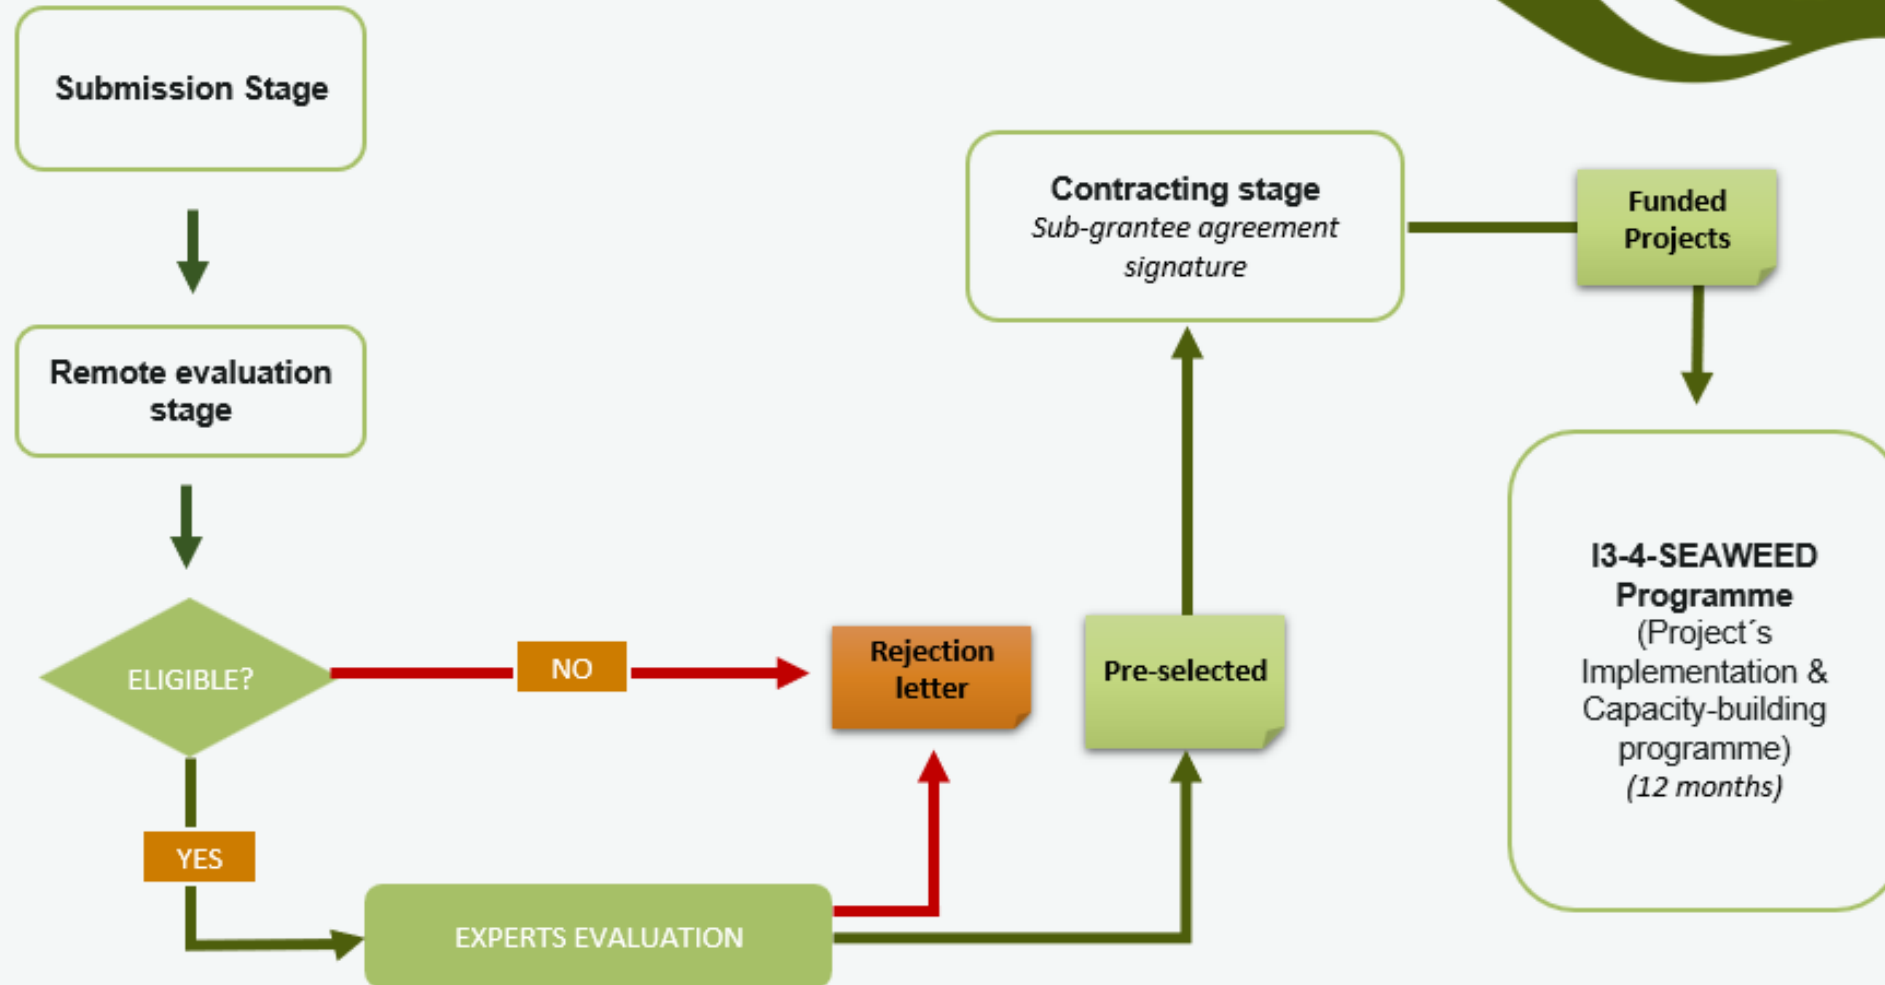 Submission Stage
Remote evaluation
stage
ELIGIBLE?
NO
YES
EXPERTS EVALUATION
Rejection
letter
Pre-selected
Contracting stage
Sub-grantee agreement
signature
Funded
Projects
I3-4-SEAWEED
Programme
(Project´s
Implementation &
Capacity-building
programme)
(12 months)